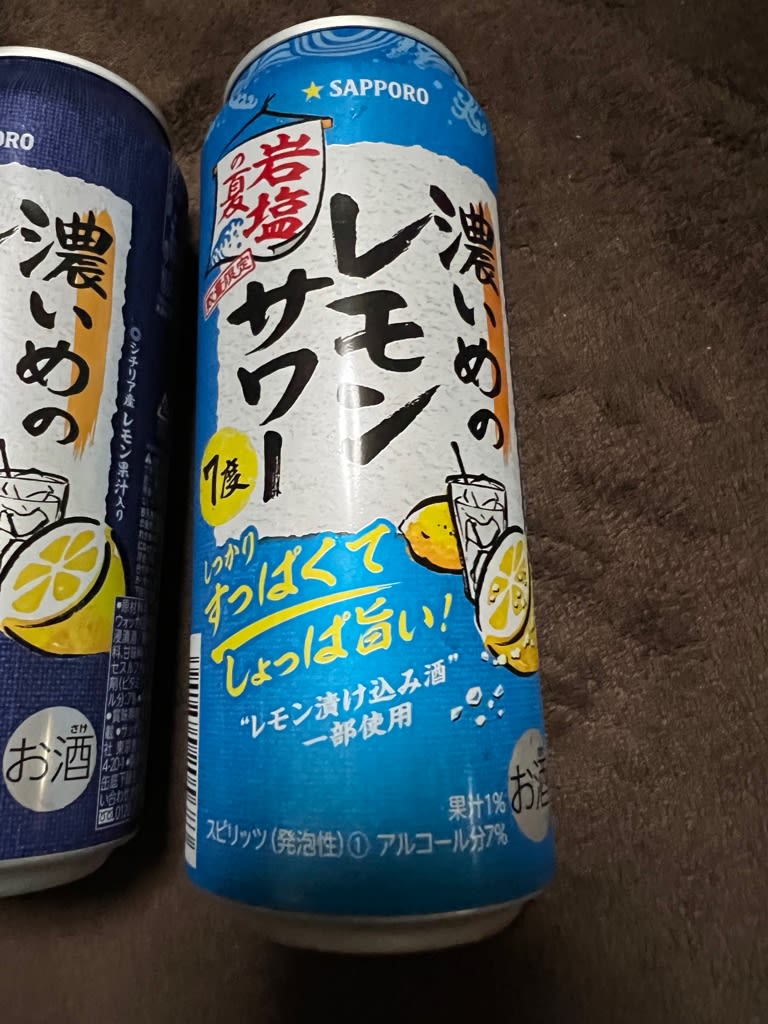 SAPPORO
岩塩
の夏
数量限定
濃いめの
レモン
サワー
7度
しっかり
すっぱくて
しょっぱ旨い!
“レモン漬け込み酒”
一部使用
果汁1%
スピリッツ(発泡性)① アルコール分7%
お酒
ORO
濃いめの
◎シチリア産レモン果汁入り
さけ
お酒